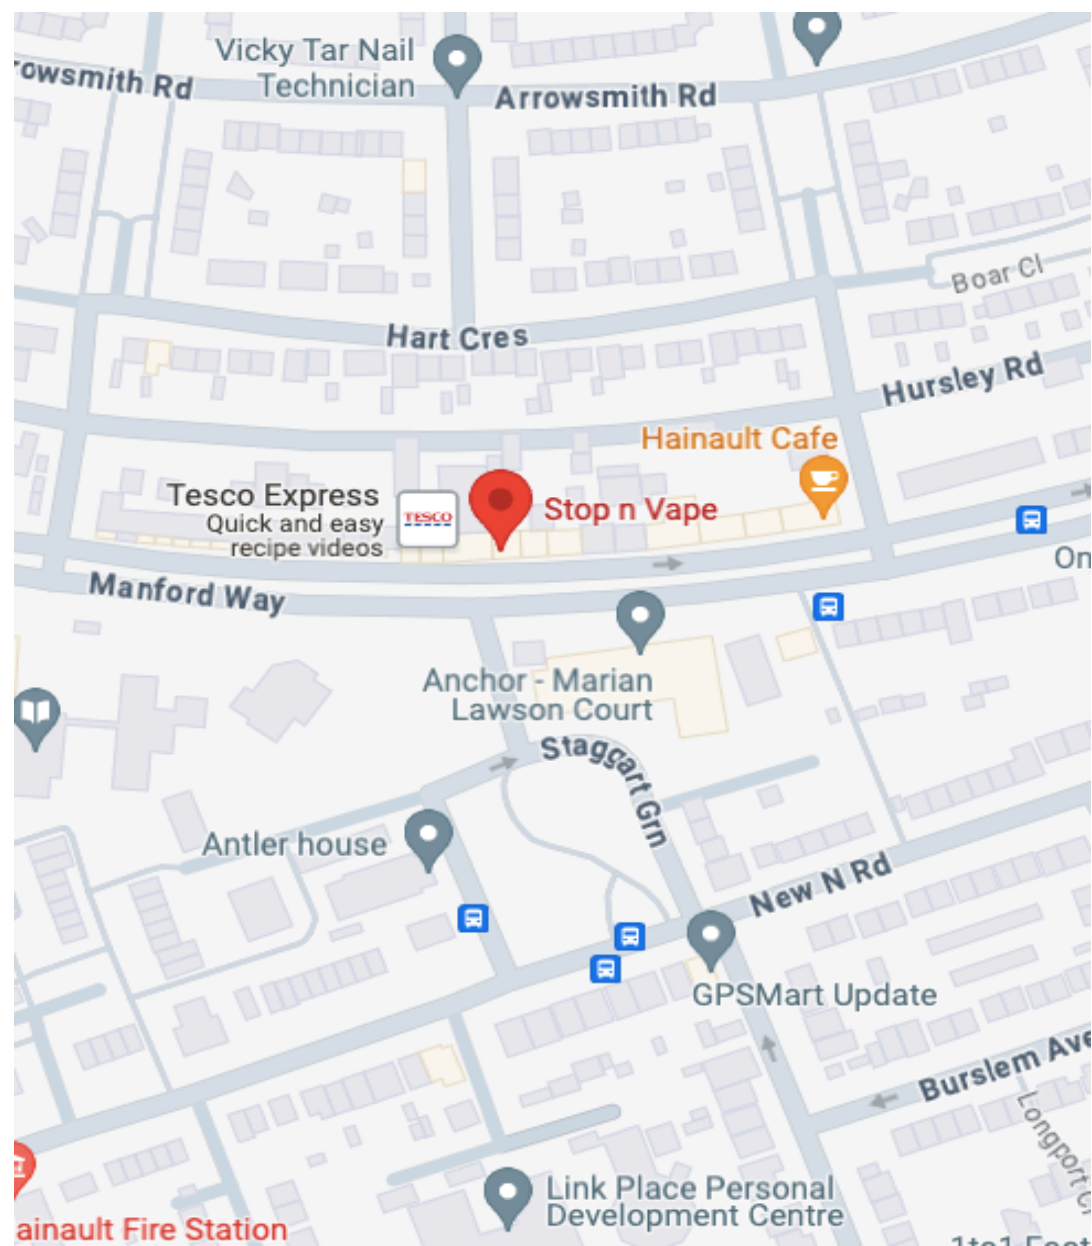 Vicky Tar Nail
Technician
rowsmith Rd
Arrowsmith Rd
Boar Cl
Hart Cres
Hursley Rd
Hainault Cafe
Tesco Express
Quick and easy
recipe videos
TESCO
Stop n Vape
On
Manford Way
Anchor - Marian
Lawson Court
Staggart Grn
Antler house
New N Rd
GPSMart Update
Burslem Ave
Longport Cl
Link Place Personal
Development Centre
ainault Fire Station